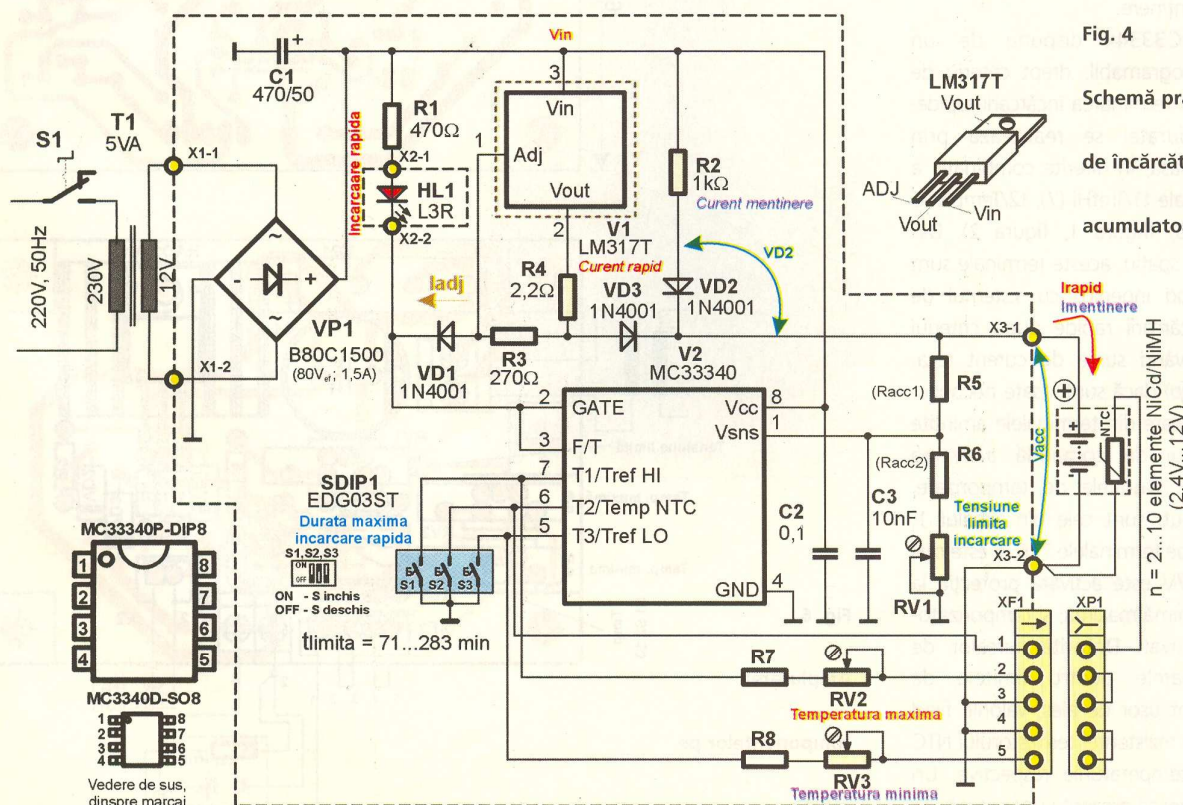 Fig. 4
Schemă pra
de încărcăt
acumulato
LM317T
Vout
ADJ
Vout
Vin
S1
T1
5VA
220V, 50Hz
230V
12V
X1-1
X1-2
C1
470/50
+
VP1
B80C1500
(80Vef; 1,5A)
~
-
+
~
R1
470Ω
X2-1
HL1
L3R
X2-2
Incarcaare rapida
Vin
3
Vin
1
Adj
Vout
2
V1
LM317T
Curent rapid
R2
1kΩ
Curent mentinere
R4
2,2Ω
Iadj
VD1
1N4001
R3
270Ω
VD3
1N4001
VD2
1N4001
VD2
V2
MC33340
2
GATE
3
F/T
7
T1/Tref HI
6
T2/Temp NTC
5
T3/Tref LO
8
Vcc
1
Vsns
4
GND
Irapid
Imentinere
X3-1
R5
(Racc1)
R6
(Racc2)
C2
0,1
C3
10nF
RV1
Tensiune
limita
incarcare
Vacc
+
+
-
NTC
X3-2
n = 2...10 elemente NiCd/NiMH
(2,4V...12V)
SDIP1
EDG03ST
Durata maxima
incarcare rapida
S1,S2,S3
ON
OFF
ON - S inchis
OFF - S deschis
S1
S2
S3
tlimita = 71...283 min
MC33340P-DIP8
1
2
3
4
8
7
6
5
MC3340D-SO8
1
2
3
4
8
7
6
5
Vedere de sus,
dinspre marcaj
R7
RV2
Temperatura maxima
R8
RV3
Temperatura minima
XF1
XP1
1
2
3
4
5